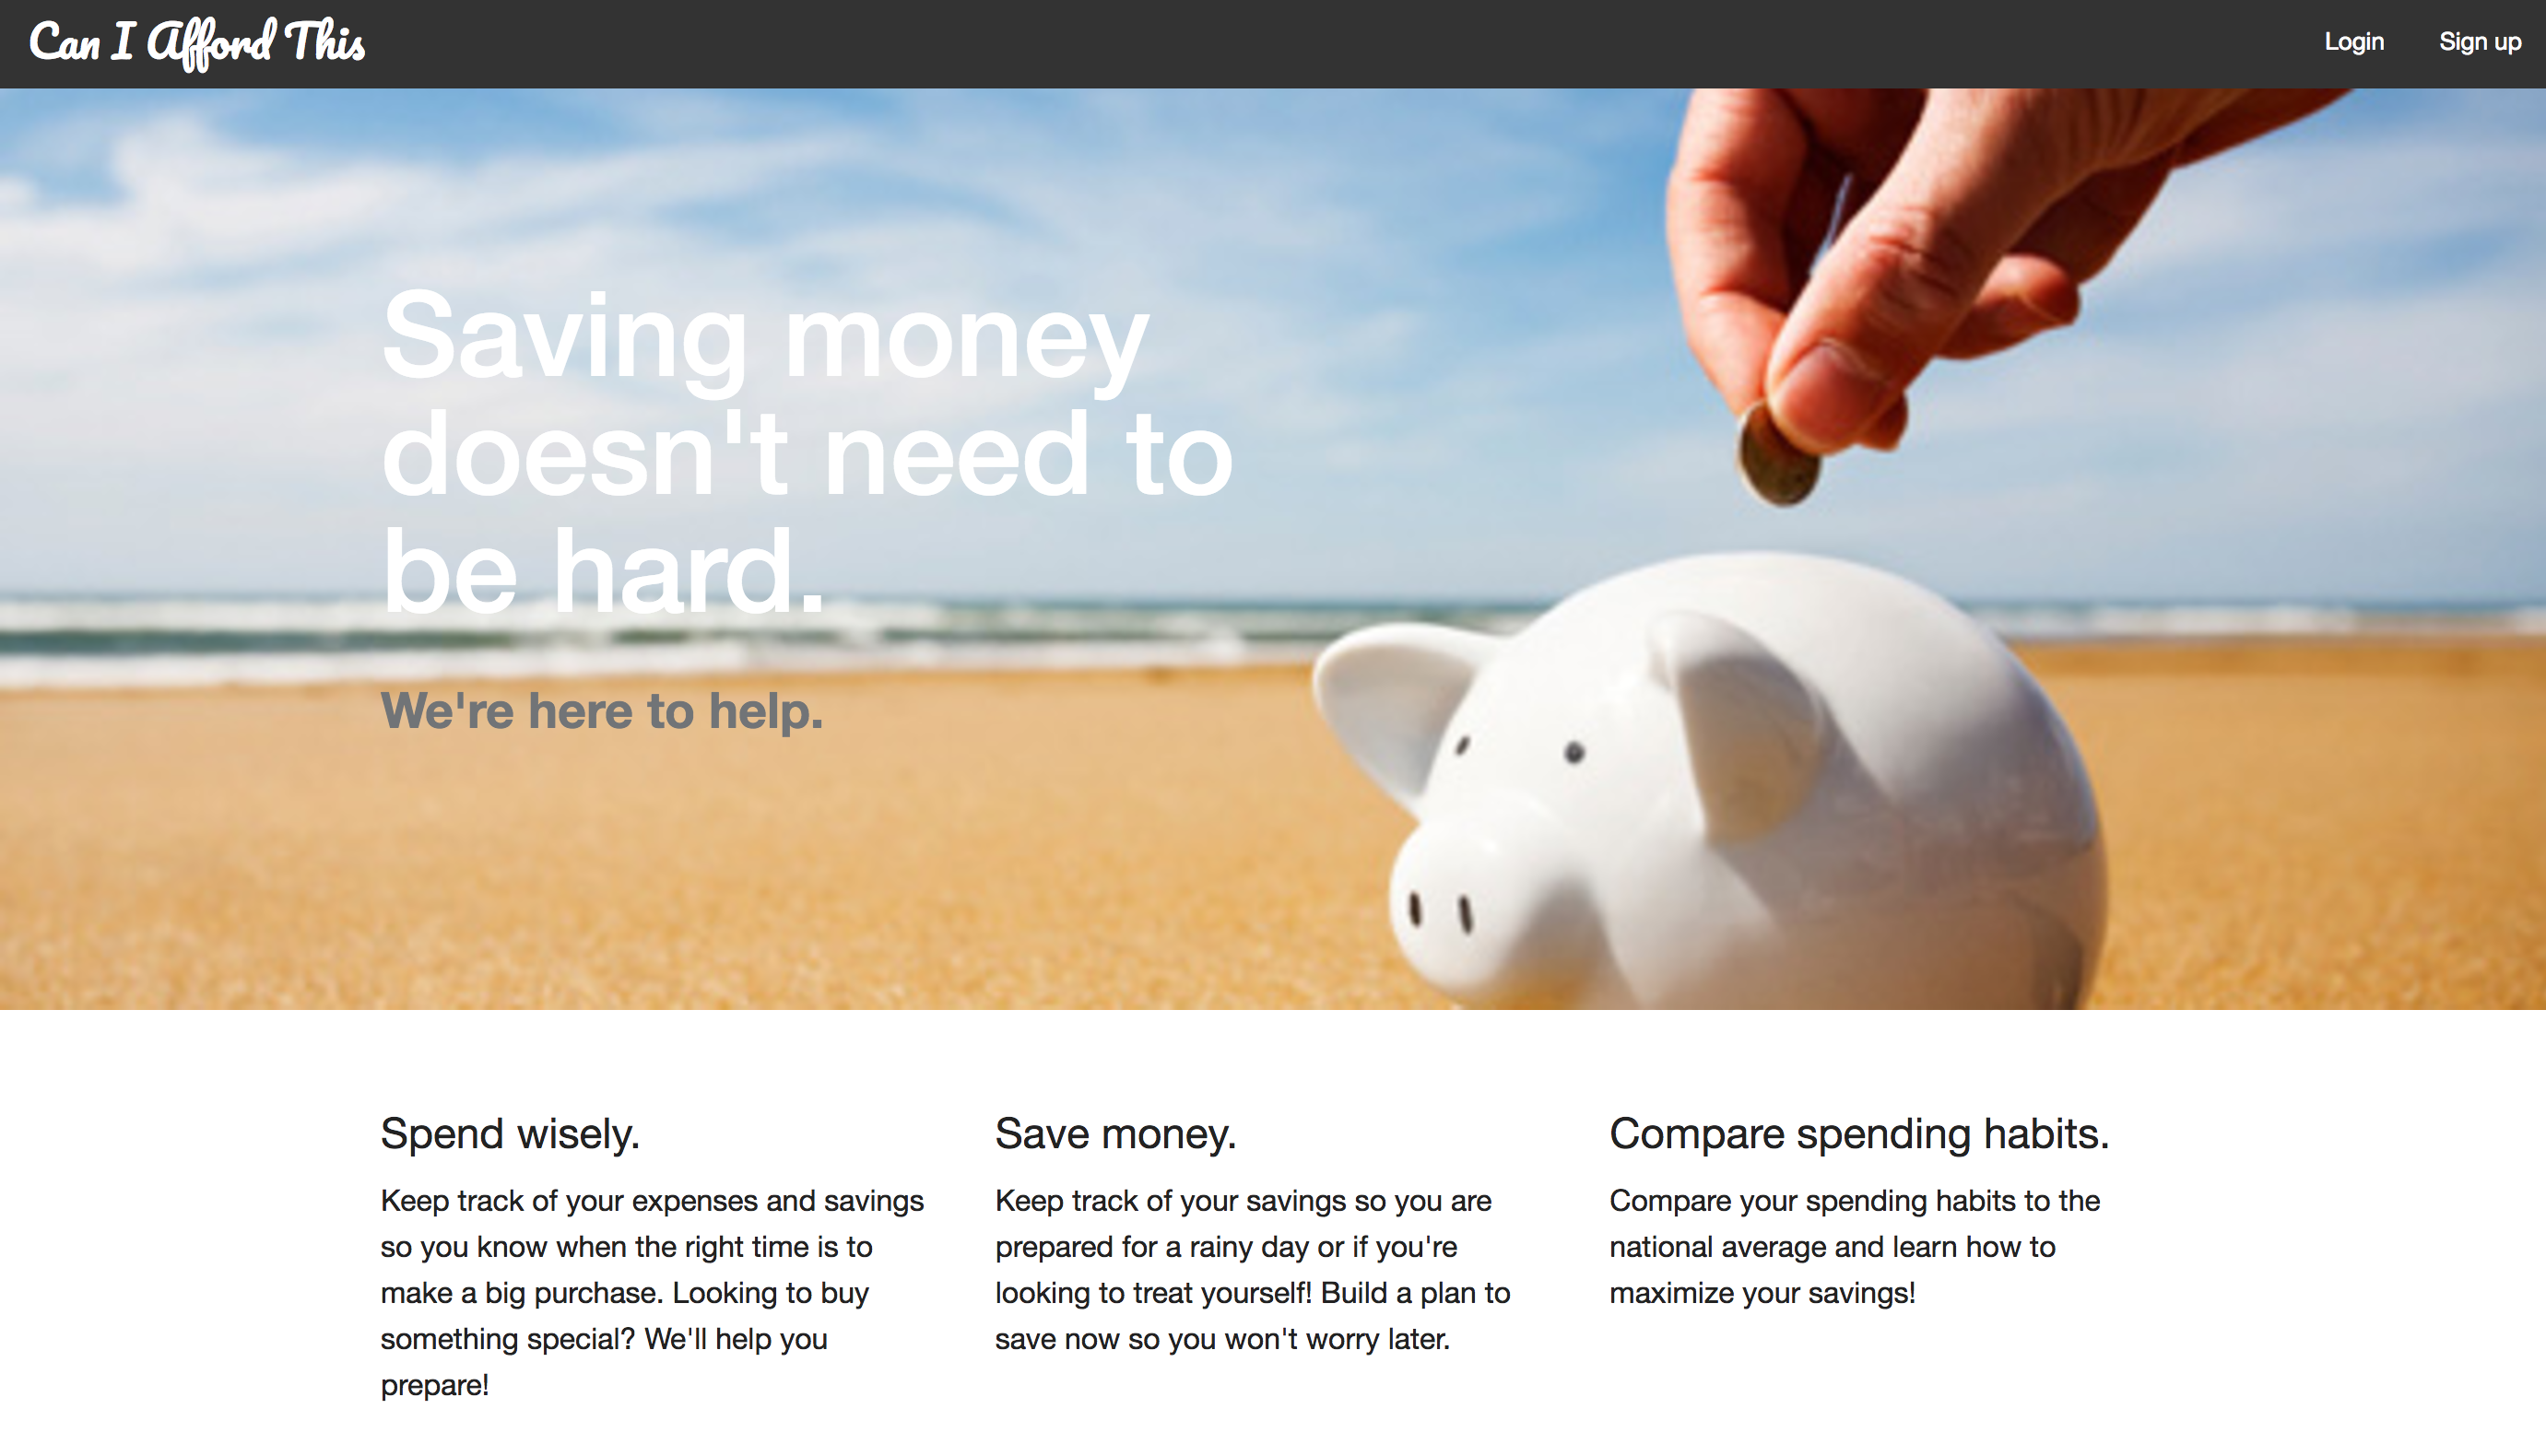 Can I Afford This
Login
Sign up
Saving money
doesn't need to
be hard.
We're here to help.
Spend wisely.
Keep track of your expenses and savings
so you know when the right time is to
make a big purchase. Looking to buy
something special? We'll help you
prepare!
Save money.
Keep track of your savings so you are
prepared for a rainy day or if you're
looking to treat yourself! Build a plan to
save now so you won't worry later.
Compare spending habits.
Compare your spending habits to the
national average and learn how to
maximize your savings!